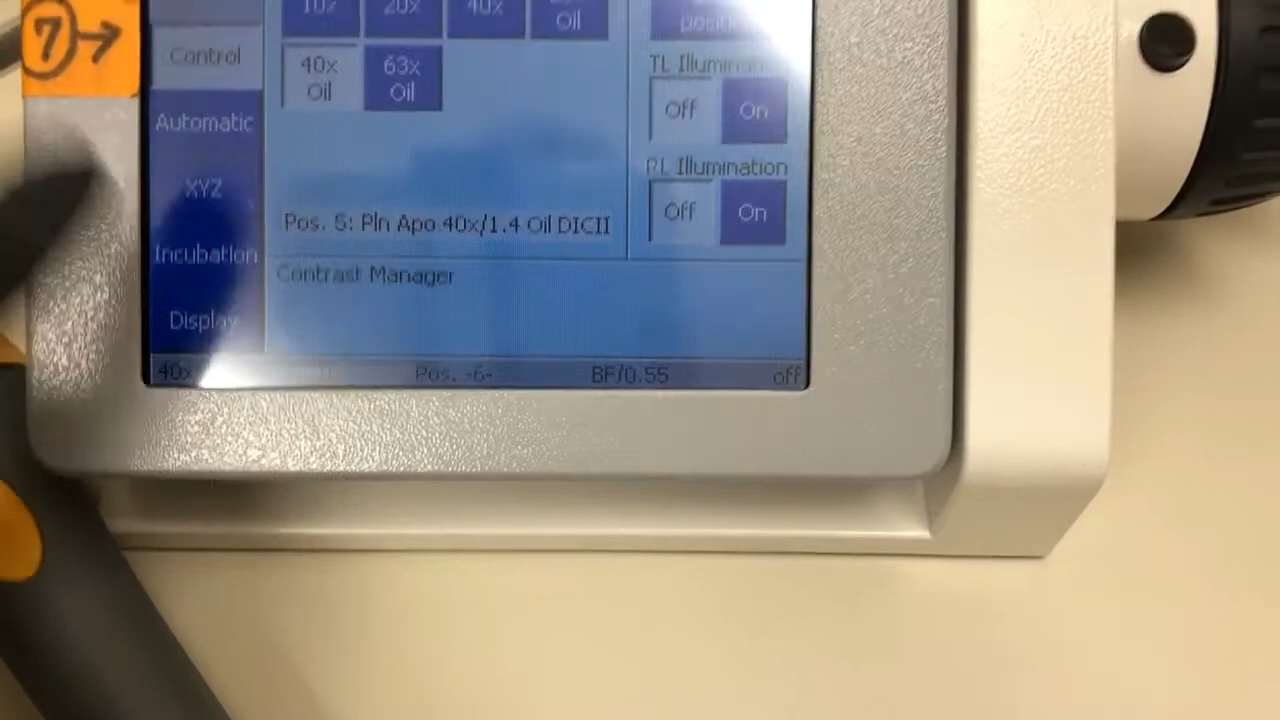 7→
10x 20x 40x Oil
position
Control
40x Oil
63x Oil
TL Illumination
Off On
Automatic
RL Illumination
XYZ
Off On
Pos. 5: Pln Apo 40x/1.4 Oil DICII
Incubation
Contrast Manager
Display
40x Pos. -6- BF/0.55 off